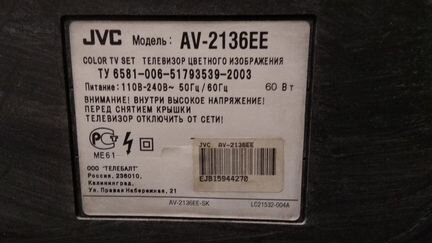 JVC Модель: AV-2136EE
COLOR TV SET ТЕЛЕВИЗОР ЦВЕТНОГО ИЗОБРАЖЕНИЯ
ТУ 6581-006-51793539-2003
Питание: 110В-240В~ 50Гц/60Гц 60 Вт
ВНИМАНИЕ! ВНУТРИ ВЫСОКОЕ НАПРЯЖЕНИЕ!
ПЕРЕД СНЯТИЕМ КРЫШКИ
ТЕЛЕВИЗОР ОТКЛЮЧИТЬ ОТ СЕТИ!
МЕ61
JVC AV-2136EE
EJB15944270
ООО "ТЕЛЕБАЛТ"
Россия, 236010,
Калининград,
Ул. Правая Набережная, 21
AV-2136EE-SK LC21532-004A